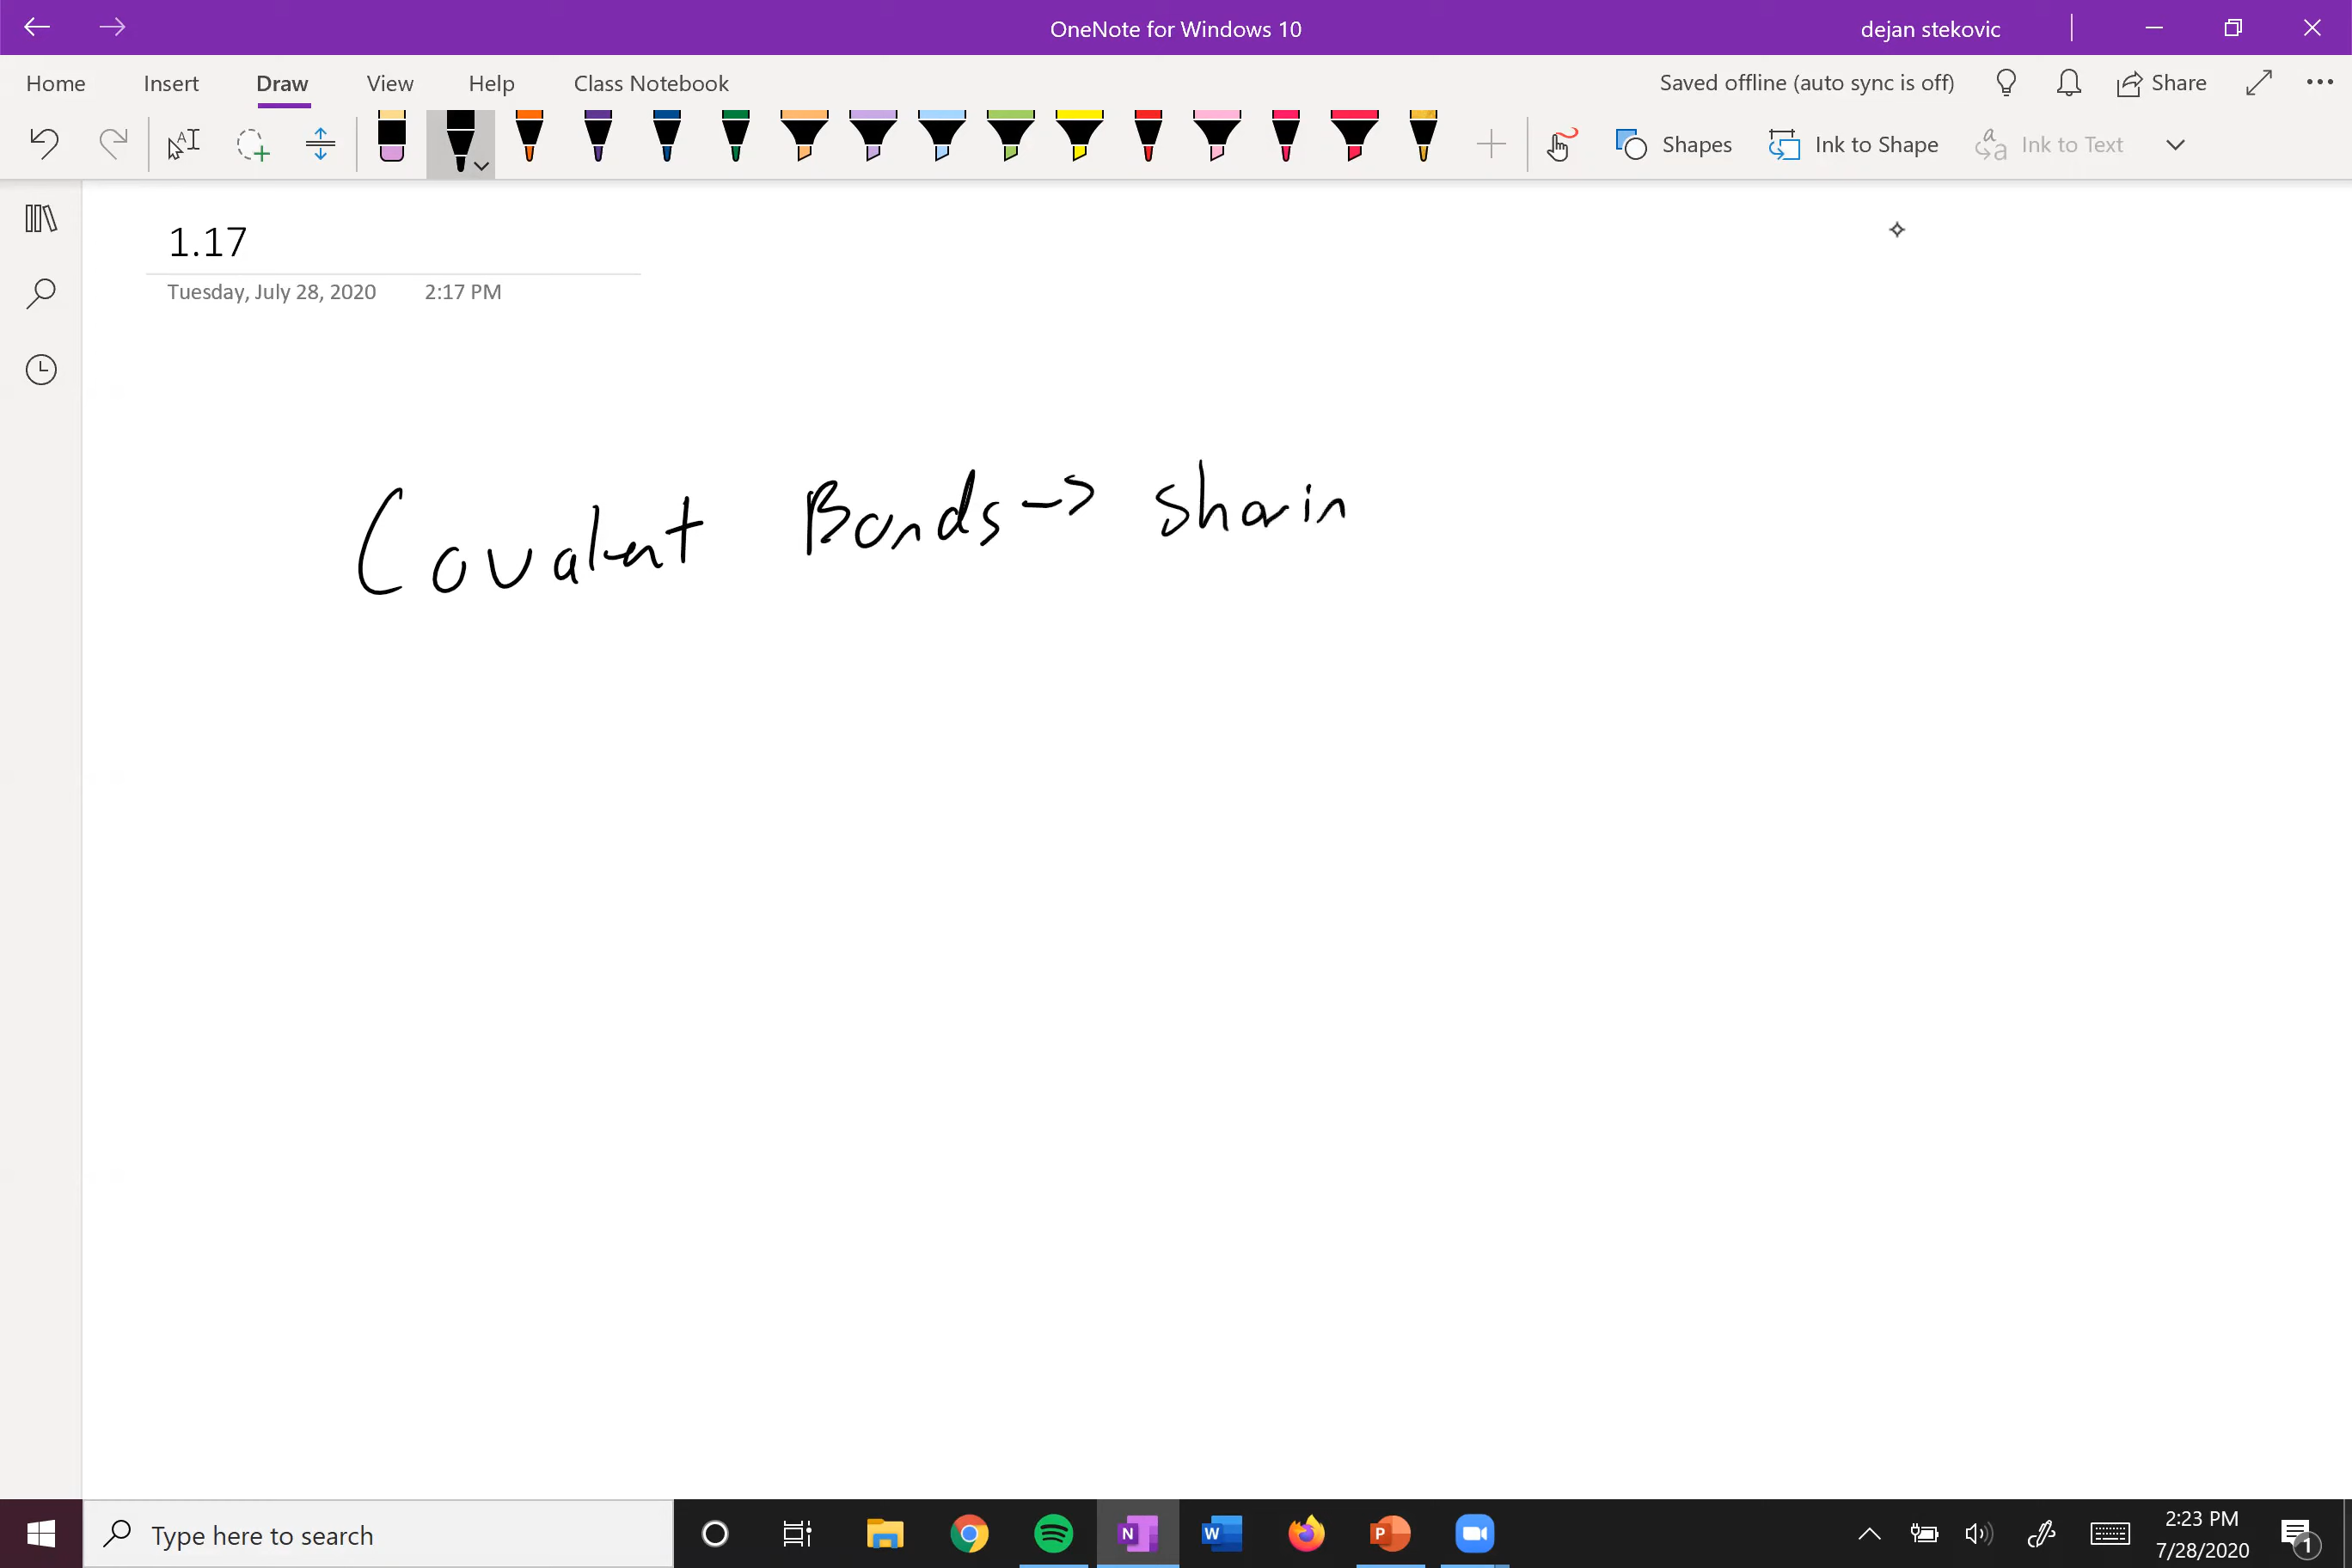 OneNote for Windows 10
dejan stekovic
Home Insert Draw View Help Class Notebook
Saved offline (auto sync is off) Share
Shapes Ink to Shape Ink to Text
1.17
Tuesday, July 28, 2020 2:17 PM
Covalent Bonds → sharin
Type here to search
2:23 PM
7/28/2020
1